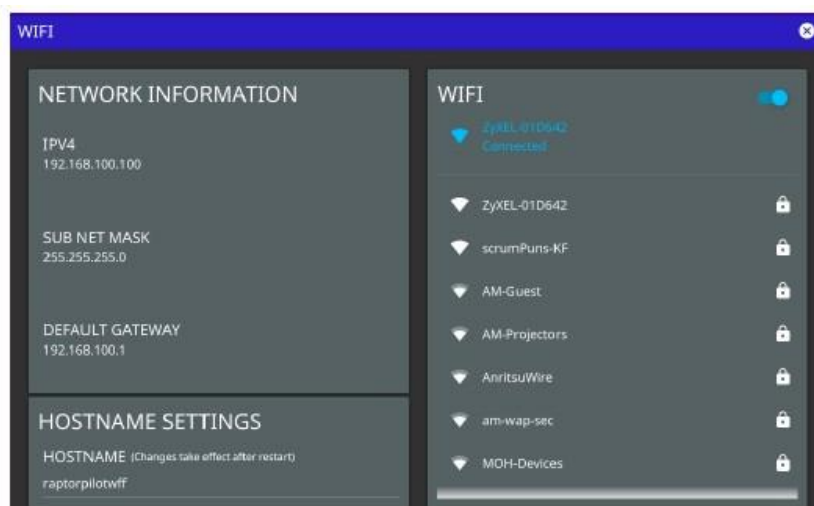 WIFI
NETWORK INFORMATION
IPV4
192.168.100.100
SUB NET MASK
255.255.255.0
DEFAULT GATEWAY
192.168.100.1
HOSTNAME SETTINGS
HOSTNAME (Changes take effect after restart)
raptorpilotwff
WIFI
ZyXEL-01D642
Connected
ZyXEL-01D642
scrumPuns-KF
AM-Guest
AM-Projectors
AnritsuWire
am-wap-sec
MOH-Devices